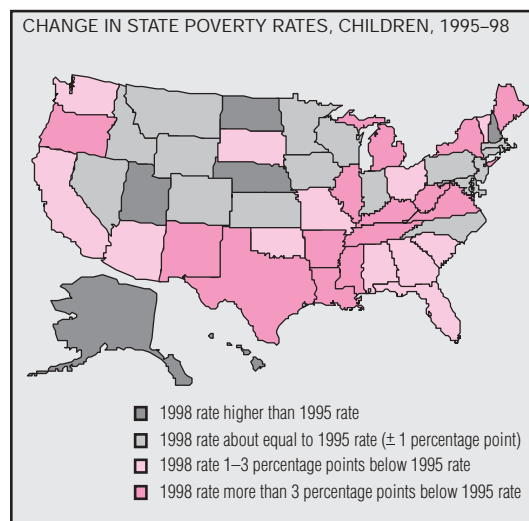 CHANGE IN STATE POVERTY RATES, CHILDREN, 1995–98
1998 rate higher than 1995 rate
1998 rate about equal to 1995 rate (± 1 percentage point)
1998 rate 1–3 percentage points below 1995 rate
1998 rate more than 3 percentage points below 1995 rate